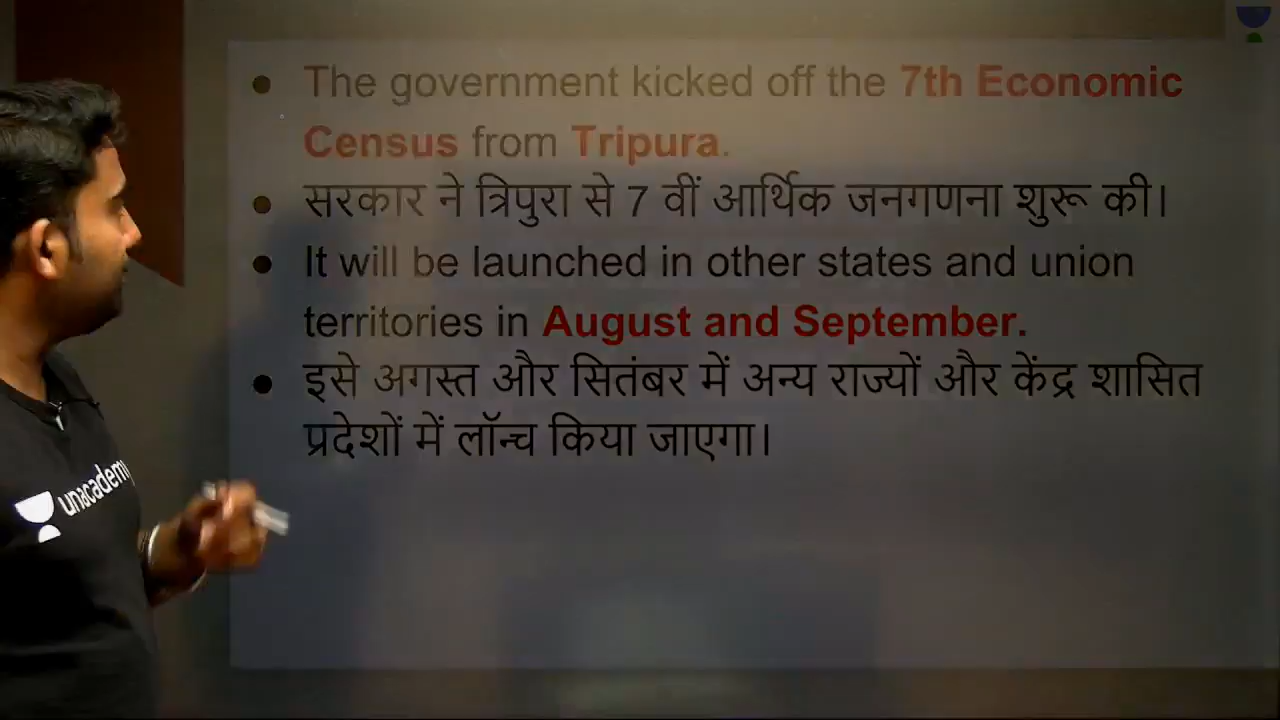 The government kicked off the 7th Economic
Census from Tripura.
सरकार ने त्रिपुरा से 7 वीं आर्थिक जनगणना शुरू की।
It will be launched in other states and union
territories in August and September.
इसे अगस्त और सितंबर में अन्य राज्यों और केंद्र शासित
प्रदेशों में लॉन्च किया जाएगा।
unacademy